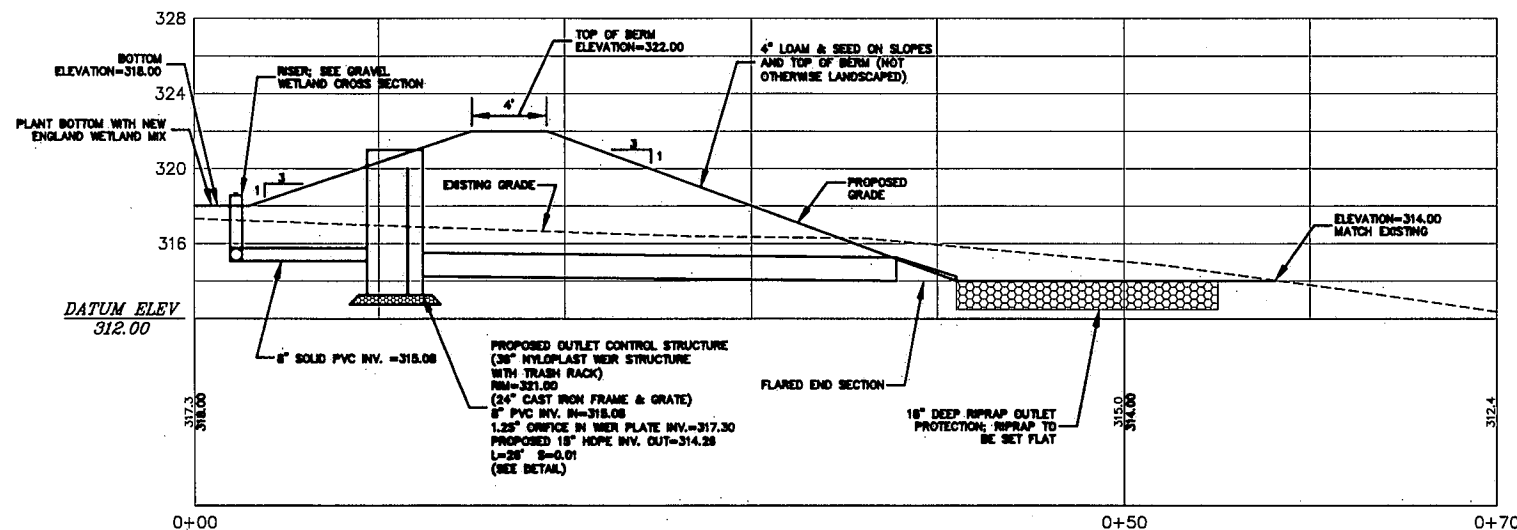 328
326
324
322
320
318
316
DATUM ELEV
312.00
BOTTOM
ELEVATION=318.00
RISER; SEE GRAVEL
WETLAND CROSS SECTION
PLANT BOTTOM WITH NEW
ENGLAND WETLAND MIX
TOP OF BERM
ELEVATION=322.00
4'
4" LOAM & SEED ON SLOPES
AND TOP OF BERM (NOT
OTHERWISE LANDSCAPED)
3
1
3
1
EXISTING GRADE
PROPOSED
GRADE
ELEVATION=314.00
MATCH EXISTING
8" SOLID PVC INV. =315.08
PROPOSED OUTLET CONTROL STRUCTURE
(36" NYLOPLAST WEIR STRUCTURE
WITH TRASH RACK)
RIM=321.00
(24" CAST IRON FRAME & GRATE)
8" PVC INV. IN=315.08
1.25" ORIFICE IN WIER PLATE INV.=317.30
PROPOSED 15" HDPE INV. OUT=314.26
S=0.01
(SEE DETAIL)
FLARED END SECTION
18" DEEP RIPRAP OUTLET
PROTECTION; RIPRAP TO
BE SET FLAT
317.3
318.00
315.0
314.00
312.4
0+00
0+50
0+70